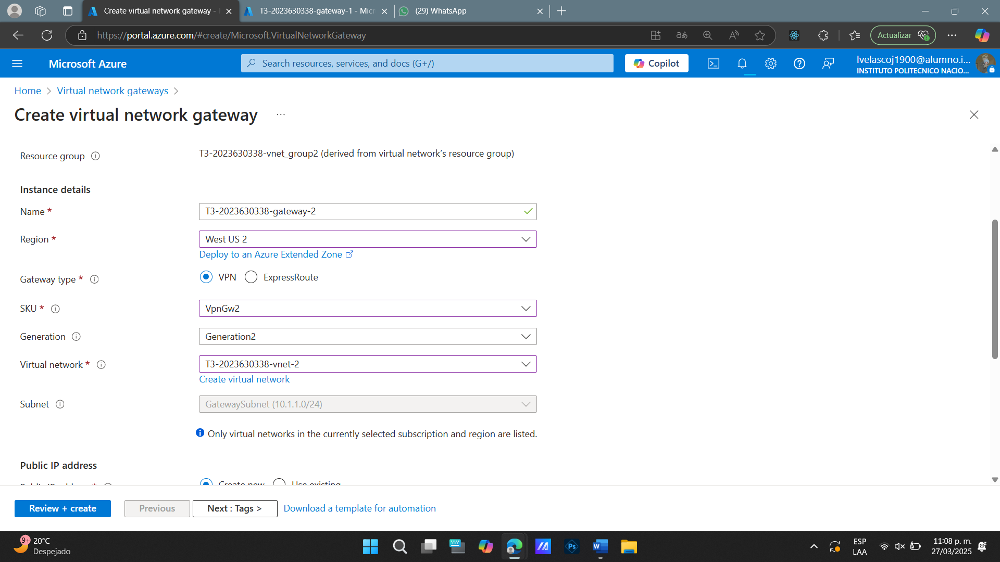 Create virtual network gateway -
T3-2023630338-gateway-1 - Micr
(29) WhatsApp
https://portal.azure.com/#create/Microsoft.VirtualNetworkGateway
Actualizar
Microsoft Azure
Search resources, services, and docs (G+/)
Copilot
lvelascoj1900@alumno.i...
INSTITUTO POLITECNICO NACIO...
Home > Virtual network gateways >
Create virtual network gateway ...
Resource group
T3-2023630338-vnet_group2 (derived from virtual network’s resource group)
Instance details
Name *
T3-2023630338-gateway-2
Region *
West US 2
Deploy to an Azure Extended Zone
Gateway type *
VPN
ExpressRoute
SKU *
VpnGw2
Generation
Generation2
Virtual network *
T3-2023630338-vnet-2
Create virtual network
Subnet
GatewaySubnet (10.1.1.0/24)
Only virtual networks in the currently selected subscription and region are listed.
Public IP address
Create new
Use existing
Review + create
Previous
Next : Tags >
Download a template for automation
9+
20°C
Despejado
Ps
W
ESP
LAA
11:08 p. m.
27/03/2025